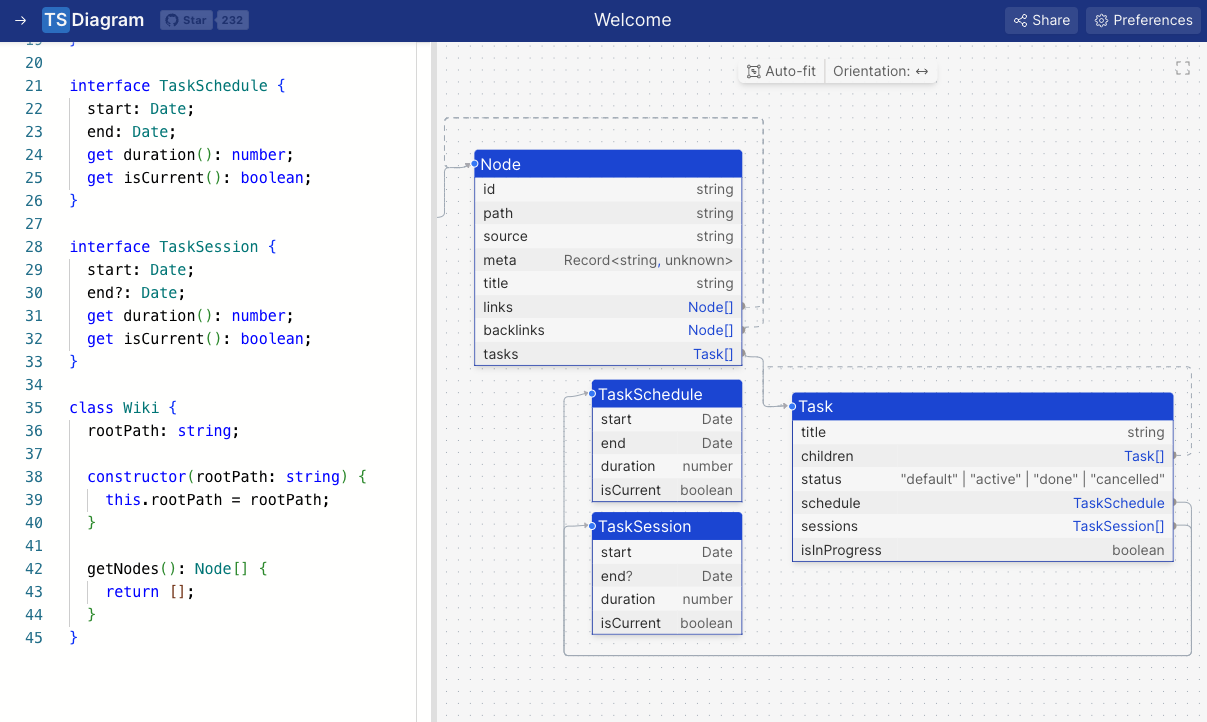 → TS Diagram Star 232 Welcome Share Preferences
19 }
20
21 interface TaskSchedule {
22 start: Date;
23 end: Date;
24 get duration(): number;
25 get isCurrent(): boolean;
26 }
27
28 interface TaskSession {
29 start: Date;
30 end?: Date;
31 get duration(): number;
32 get isCurrent(): boolean;
33 }
34
35 class Wiki {
36 rootPath: string;
37
38 constructor(rootPath: string) {
39 this.rootPath = rootPath;
40 }
41
42 getNodes(): Node[] {
43 return [];
44 }
45 }
Auto-fit Orientation: ↔
Node
id string
path string
source string
meta Record<string, unknown>
title string
links Node[]
backlinks Node[]
tasks Task[]
TaskSchedule
start Date
end Date
duration number
isCurrent boolean
TaskSession
start Date
end? Date
duration number
isCurrent boolean
Task
title string
children Task[]
status "default" | "active" | "done" | "cancelled"
schedule TaskSchedule
sessions TaskSession[]
isInProgress boolean